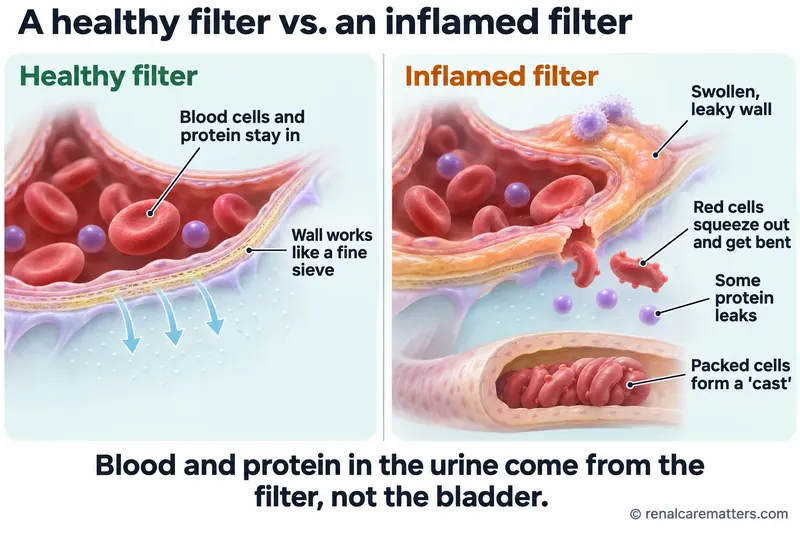 A healthy filter vs. an inflamed filter
Healthy filter
Blood cells and
protein stay in
Wall works
like a fine
sieve
Inflamed filter
Swollen,
leaky wall
Red cells
squeeze out
and get bent
Some
protein
leaks
Packed cells
form a 'cast'
Blood and protein in the urine come from the
filter, not the bladder.
© renalcarematters.com